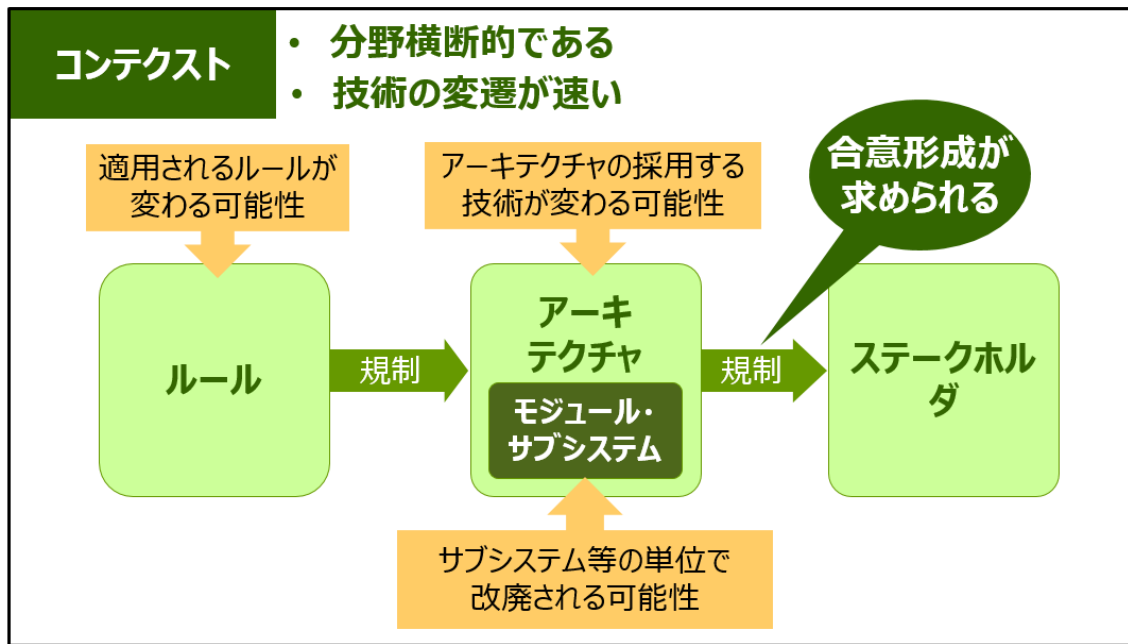 コンテクスト
• 分野横断的である
• 技術の変遷が速い
適用されるルールが
変わる可能性
アーキテクチャの採用する
技術が変わる可能性
合意形成が
求められる
ルール
規制
アーキ
テクチャ
モジュール・
サブシステム
規制
ステークホル
ダ
サブシステム等の単位で
改廃される可能性